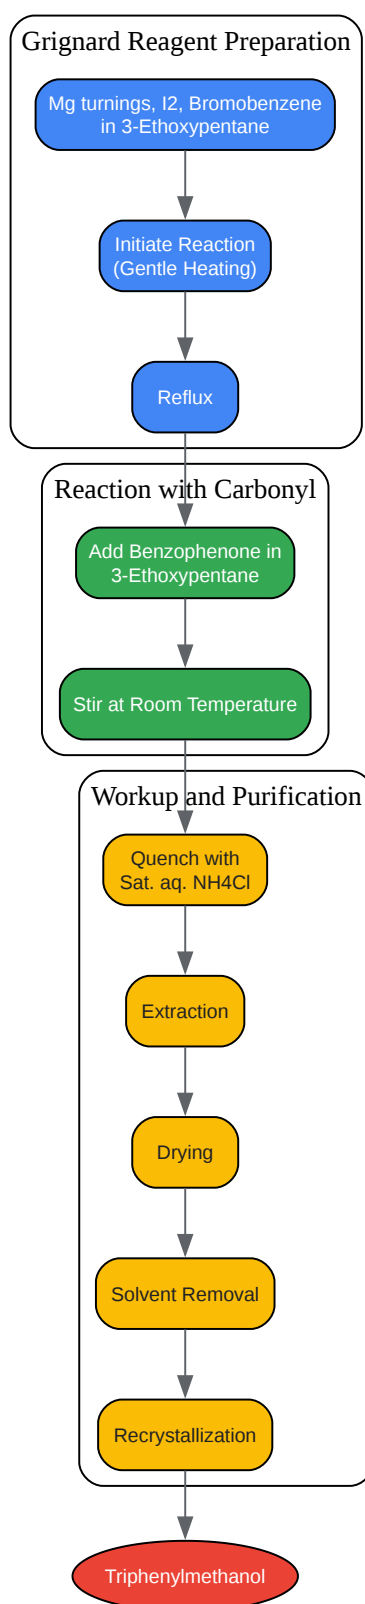 Grignard Reagent Preparation
Mg turnings, I2, Bromobenzene
in 3-Ethoxypentane
Initiate Reaction
(Gentle Heating)
Reflux
Reaction with Carbonyl
Add Benzophenone in
3-Ethoxypentane
Stir at Room Temperature
Workup and Purification
Quench with
Sat. aq. NH4Cl
Extraction
Drying
Solvent Removal
Recrystallization
Triphenylmethanol